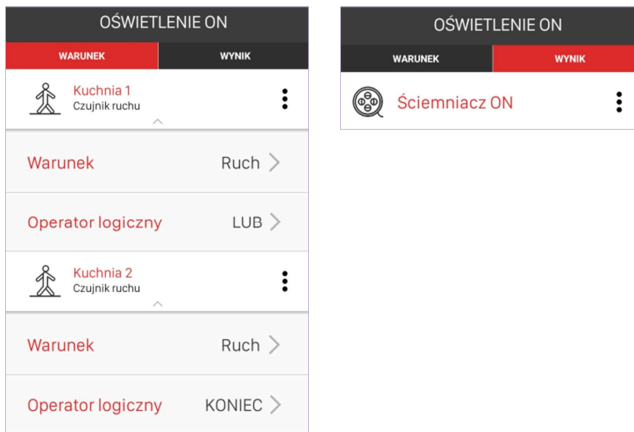 OŚWIETLENIE ON
WARUNEK WYNIK
Kuchnia 1
Czujnik ruchu
Warunek Ruch
Operator logiczny LUB
Kuchnia 2
Czujnik ruchu
Warunek Ruch
Operator logiczny KONIEC
OŚWIETLENIE ON
WARUNEK WYNIK
Ściemniacz ON